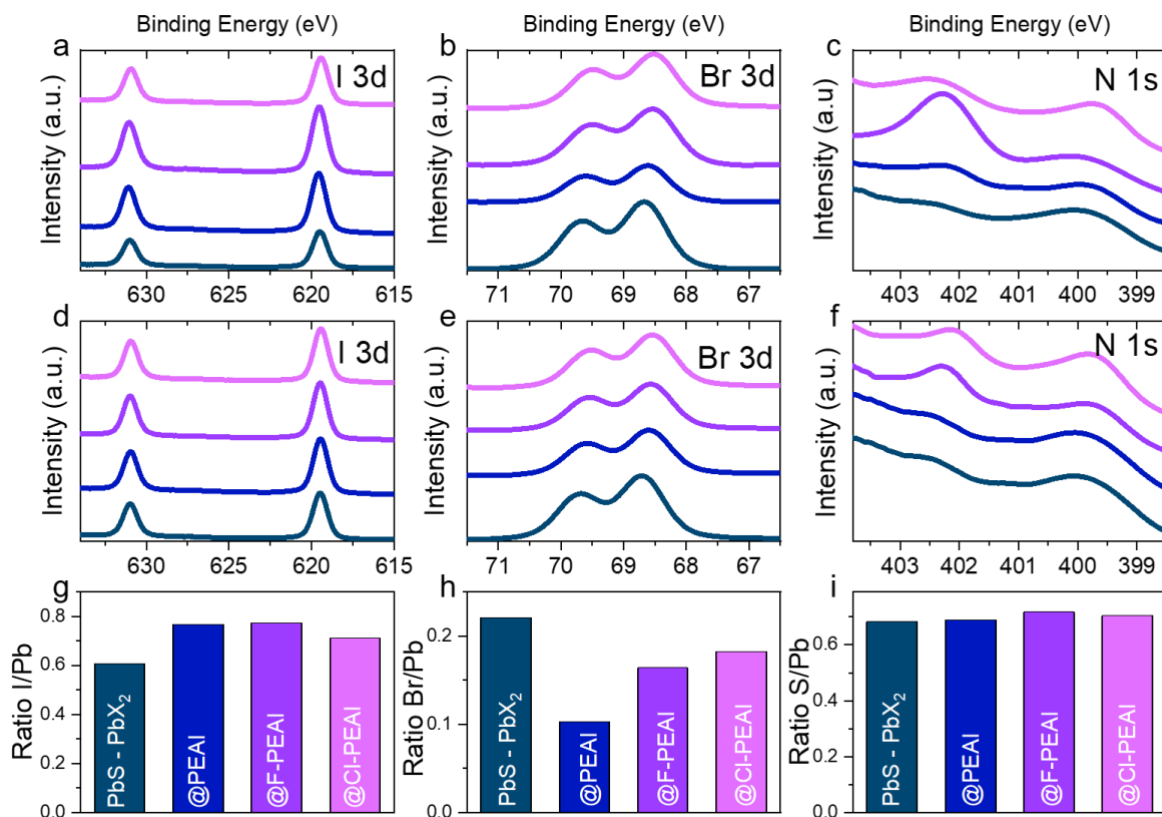 Binding Energy (eV) Binding Energy (eV) Binding Energy (eV)
a I 3d
b Br 3d
c N 1s
Intensity (a.u.) Intensity (a.u.) Intensity (a.u)
630 625 620 615
71 70 69 68 67
403 402 401 400 399
d I 3d
e Br 3d
f N 1s
Intensity (a.u.) Intensity (a.u.) Intensity (a.u.)
630 625 620 615
71 70 69 68 67
403 402 401 400 399
g
Ratio I/Pb
0.8
0.6
0.4
0.2
0.0
PbS - PbX₂
@PEAI
@F-PEAI
@Cl-PEAI
h
Ratio Br/Pb
0.2
0.1
0.0
PbS - PbX₂
@PEAI
@F-PEAI
@Cl-PEAI
i
Ratio S/Pb
0.6
0.4
0.2
0.0
PbS - PbX₂
@PEAI
@F-PEAI
@Cl-PEAI